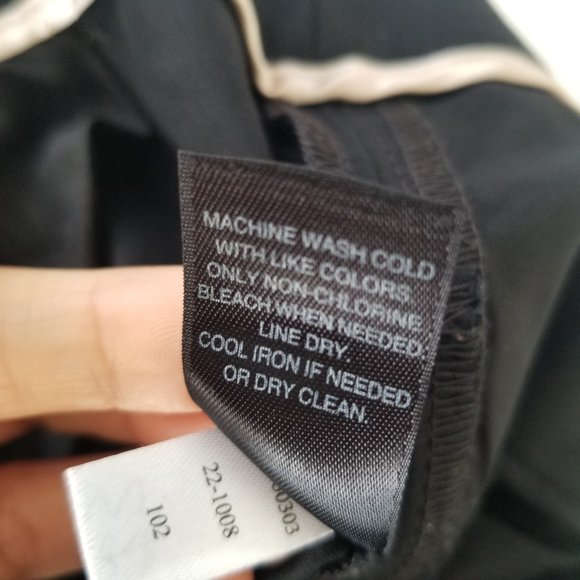 MACHINE WASH COLD
WITH LIKE COLORS
ONLY NON-CHLORINE
BLEACH WHEN NEEDED.
LINE DRY
COOL IRON IF NEEDED
OR DRY CLEAN.
22-1008
102